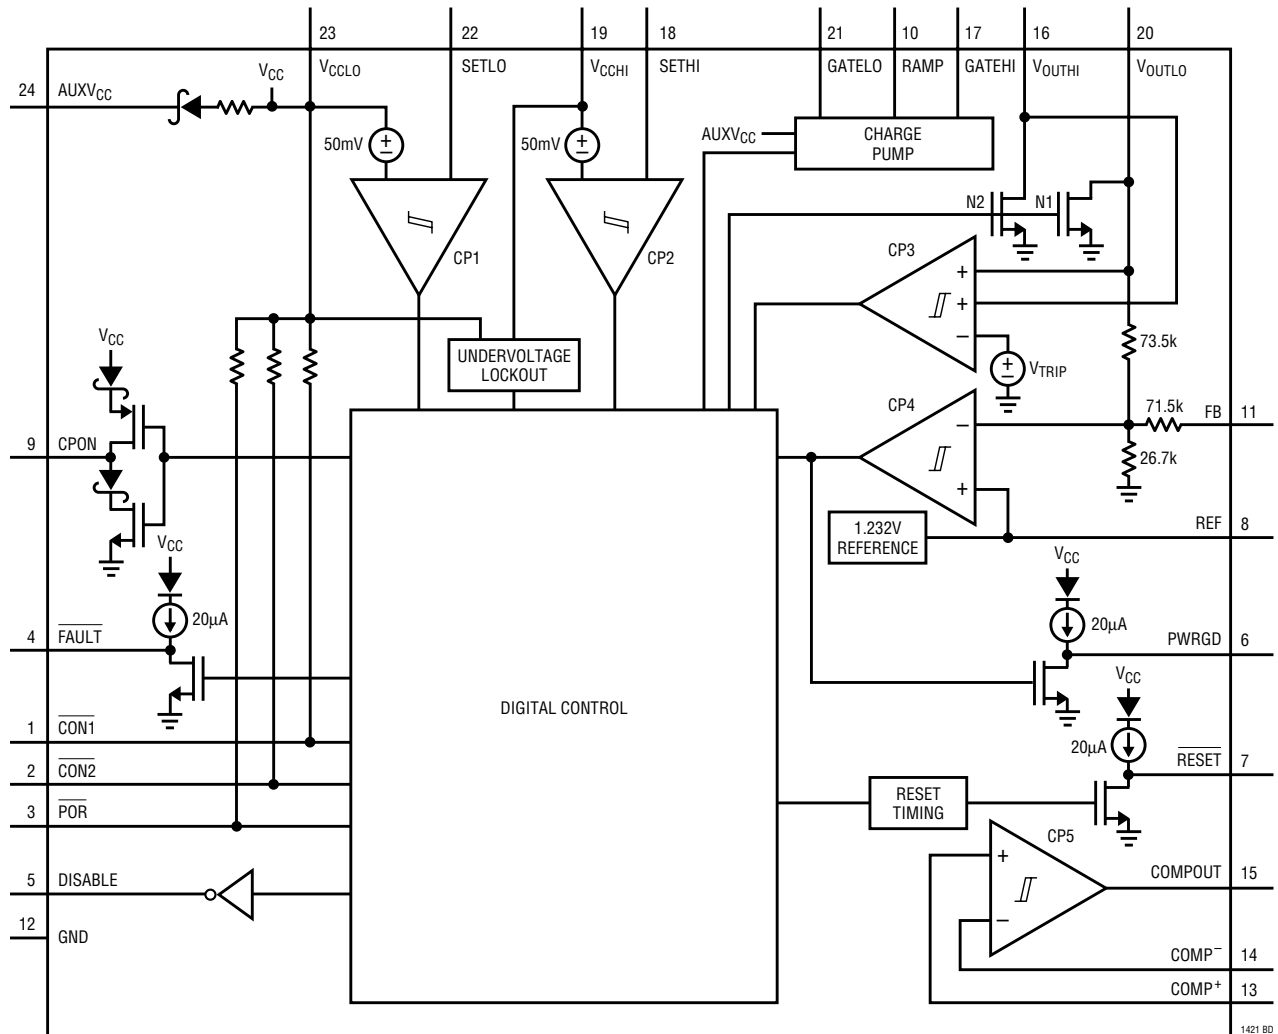 23
22
19
18
21
10
17
16
20
24
AUXVCC
VCC
VCCLO
SETLO
VCCHI
SETHI
GATELO
RAMP
GATEHI
VOUTHI
VOUTLO
50mV
+
−
50mV
+
−
AUXVCC
CHARGE
PUMP
N2
N1
CP1
CP2
CP3
+
+
−
+
−
VTRIP
73.5k
UNDERVOLTAGE
LOCKOUT
VCC
CP4
−
+
71.5k
FB
11
26.7k
9
CPON
1.232V
REFERENCE
REF
8
VCC
20µA
4
FAULT
VCC
20µA
PWRGD
6
VCC
20µA
RESET
7
DIGITAL CONTROL
1
CON1
2
CON2
3
POR
RESET
TIMING
CP5
+
−
COMPOUT
15
5
DISABLE
12
GND
COMP−
14
COMP+
13
1421 BD